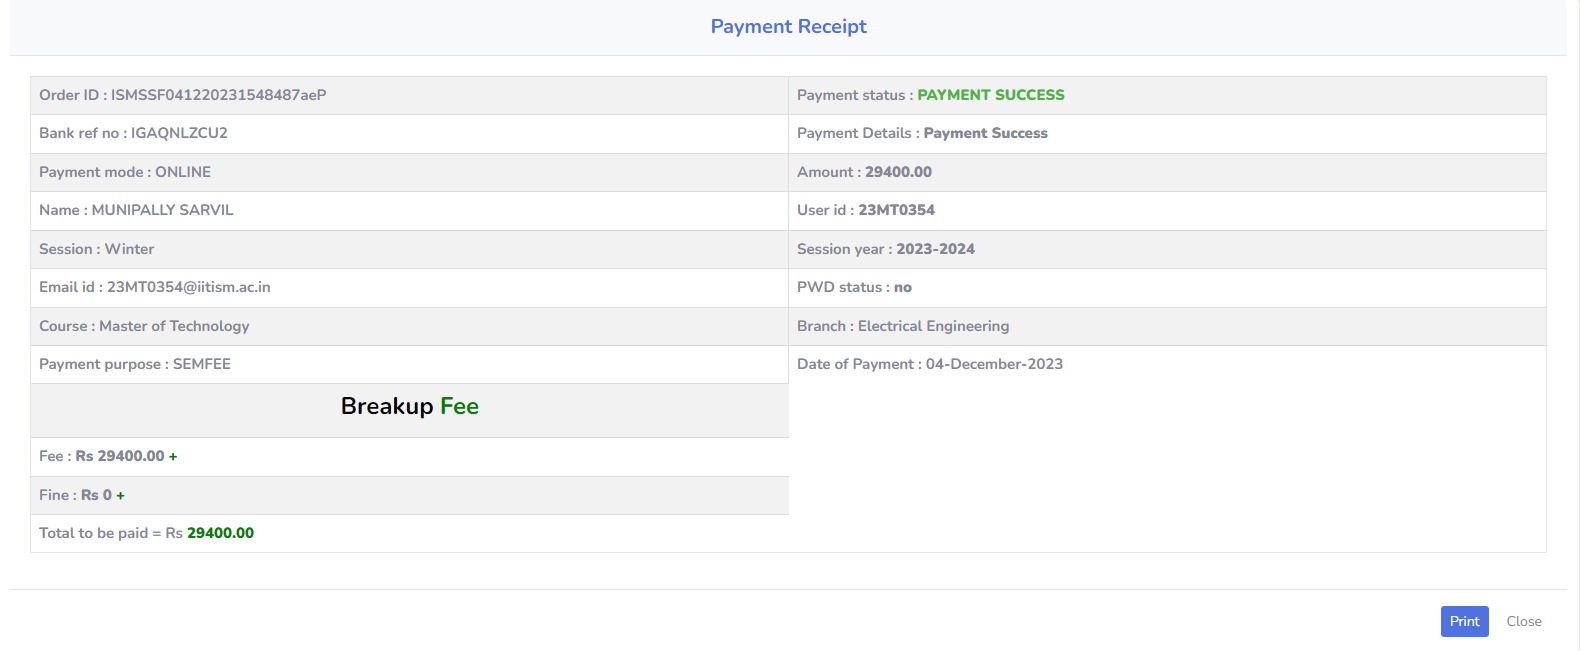 Payment Receipt
Order ID : ISMSSF041220231548487aeP
Payment status : PAYMENT SUCCESS
Bank ref no : IGAQNLZCU2
Payment Details : Payment Success
Payment mode : ONLINE
Amount : 29400.00
Name : MUNIPALLY SARVIL
User id : 23MT0354
Session : Winter
Session year : 2023-2024
Email id : 23MT0354@iitism.ac.in
PWD status : no
Course : Master of Technology
Branch : Electrical Engineering
Payment purpose : SEMFEE
Date of Payment : 04-December-2023
Breakup Fee
Fee : Rs 29400.00 +
Fine : Rs 0 +
Total to be paid = Rs 29400.00
Print
Close